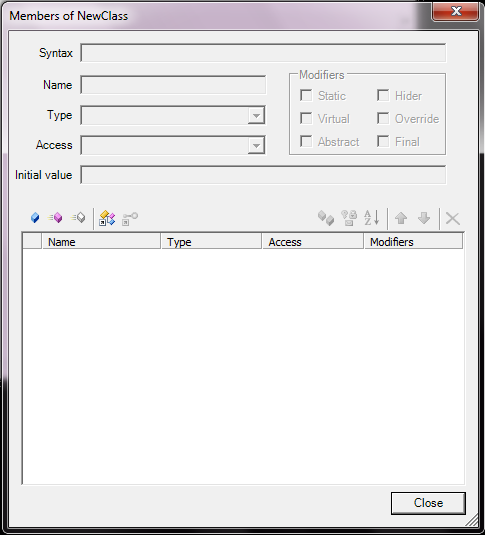 Members of NewClass
Syntax
Name
Modifiers
Static
Hider
Type
Virtual
Override
Access
Abstract
Final
Initial value
Name Type Access Modifiers
Close